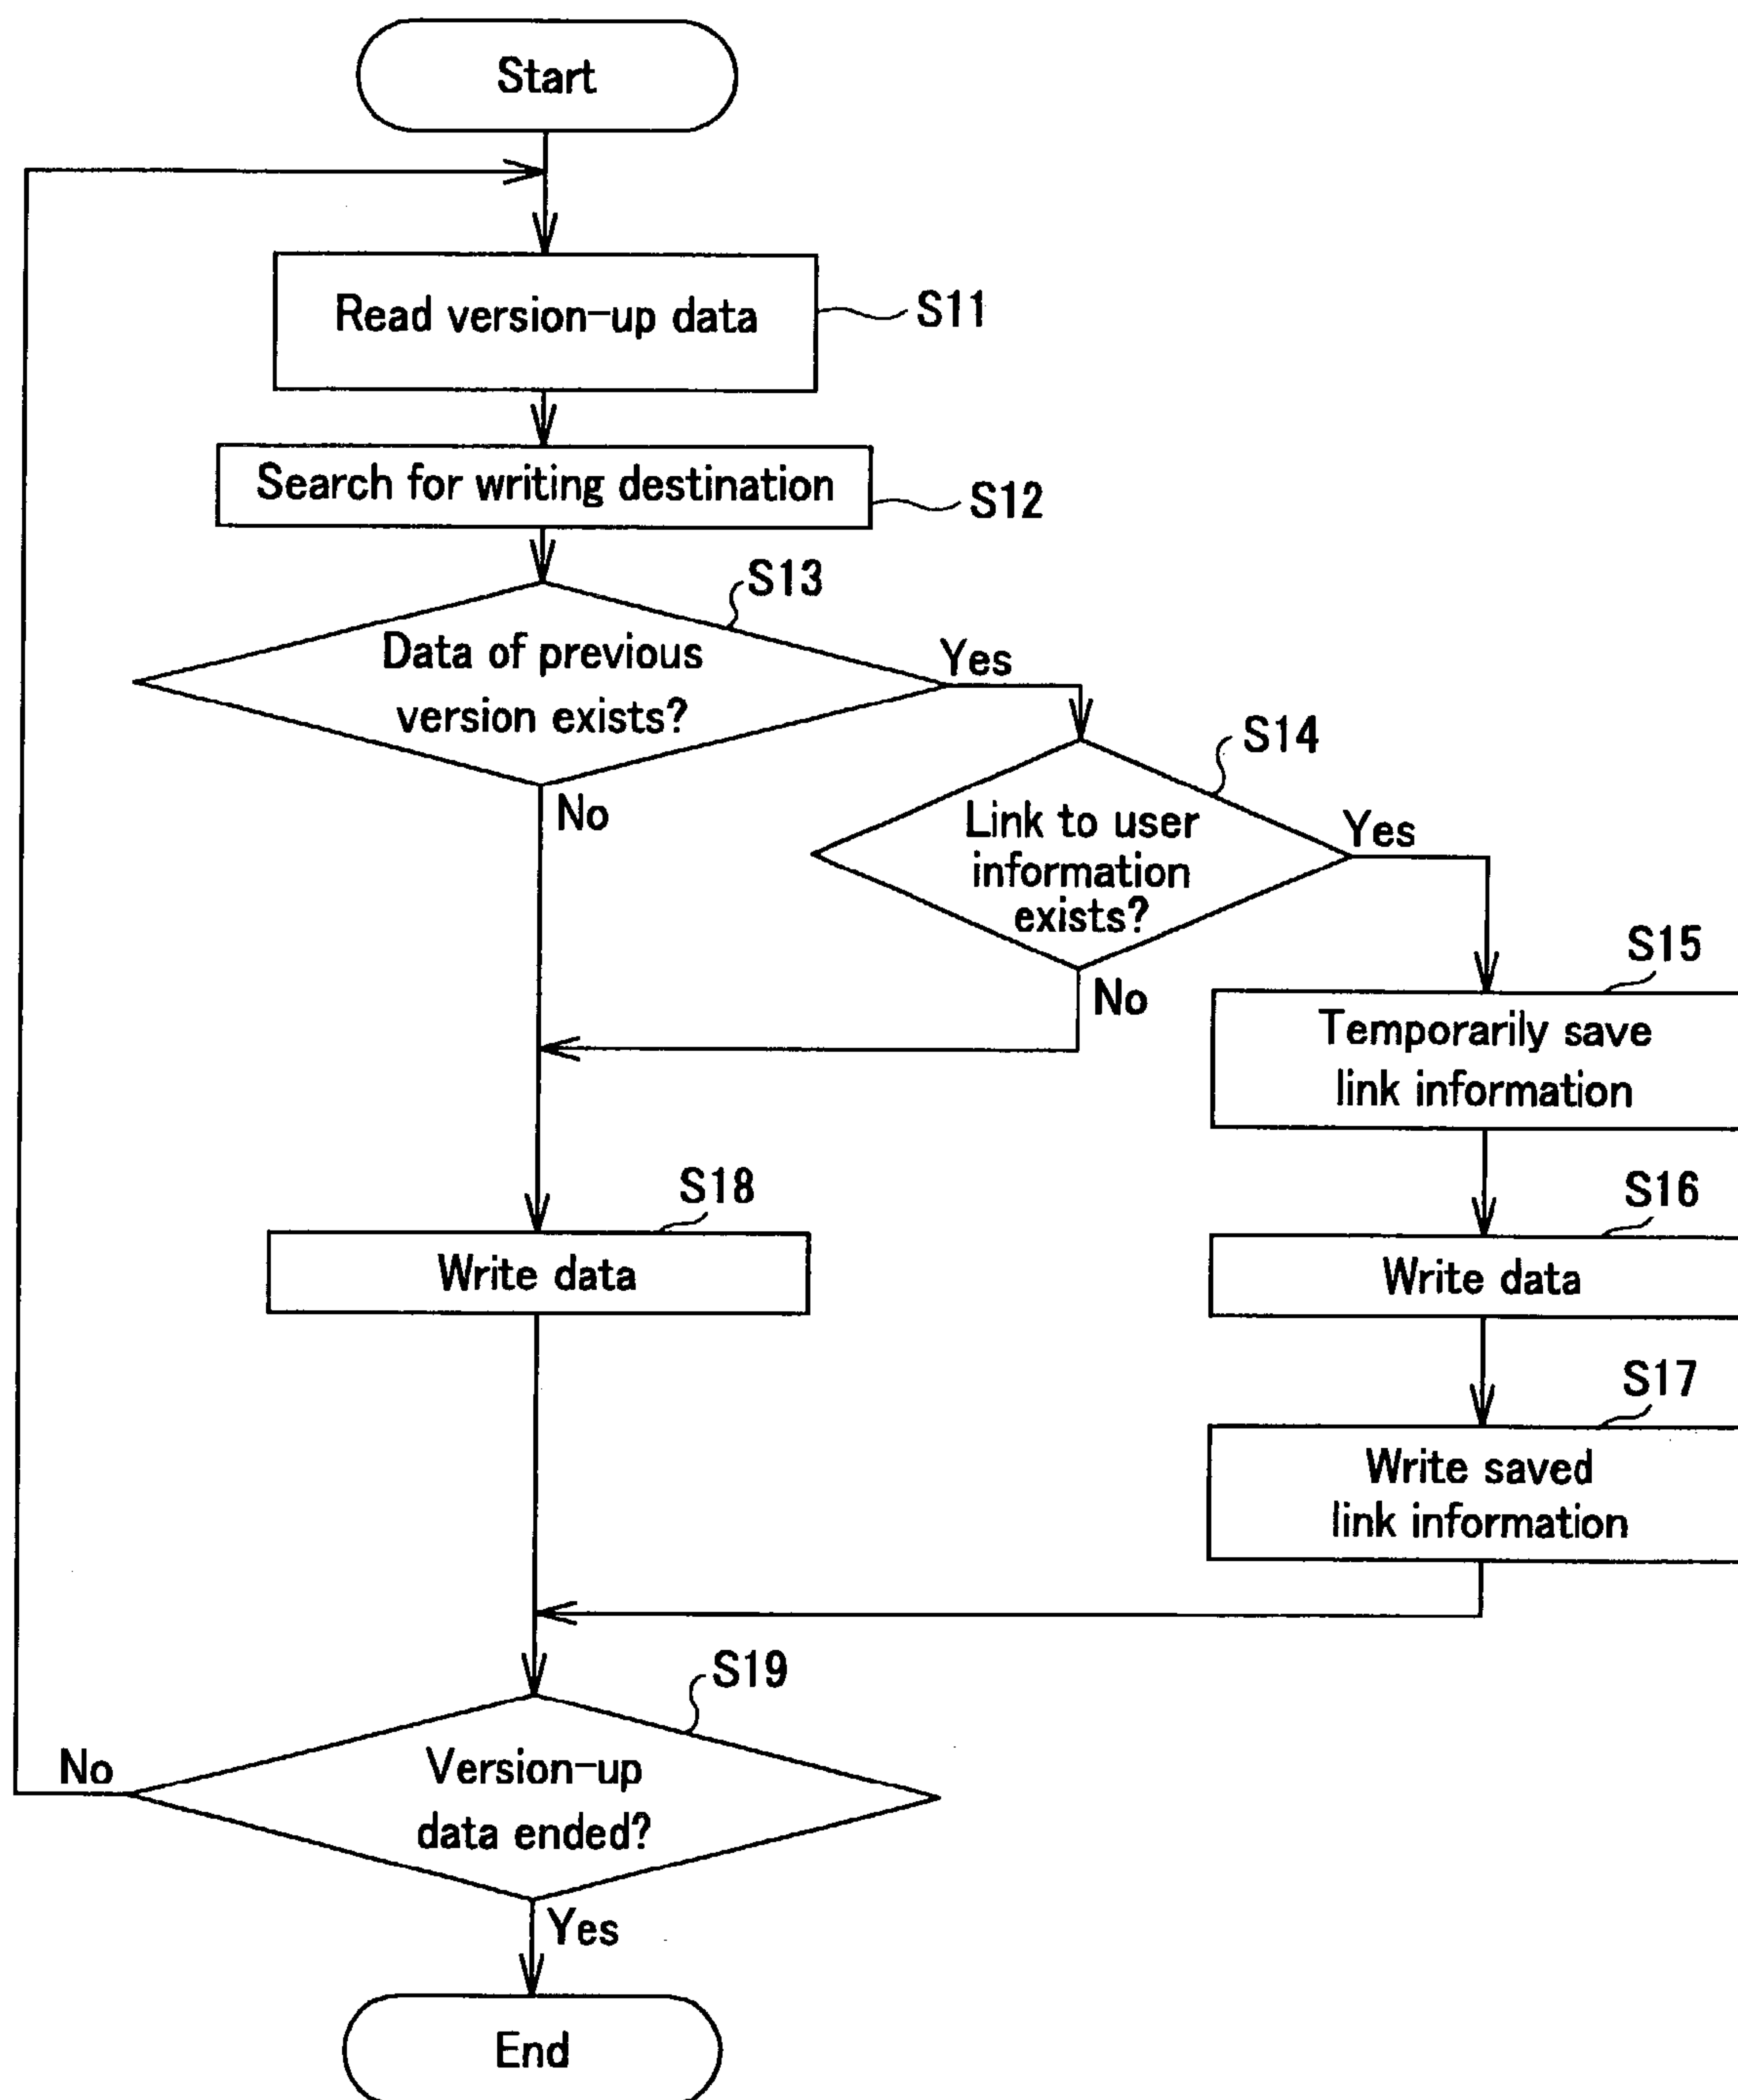 Start
Read version-up data
S11
Search for writing destination
S12
S13
Data of previous
version exists?
Yes
No
S14
Link to user
information
exists?
Yes
No
S15
Temporarily save
link information
S18
Write data
S16
Write data
S17
Write saved
link information
S19
Version-up
data ended?
No
Yes
End